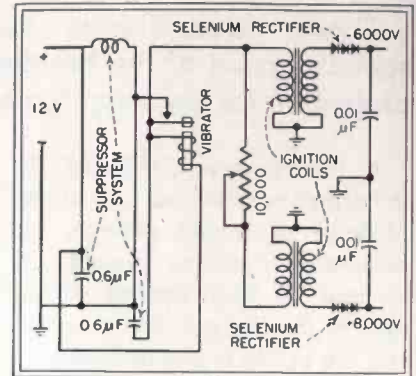 SELENIUM RECTIFIER
-6000V
+
12 V
-
SUPPRESSOR
SYSTEM
VIBRATOR
10,000
IGNITION
COILS
0.01
µF
0.01
µF
0.6µF
0.6µF
SELENIUM
RECTIFIER
+8,000V